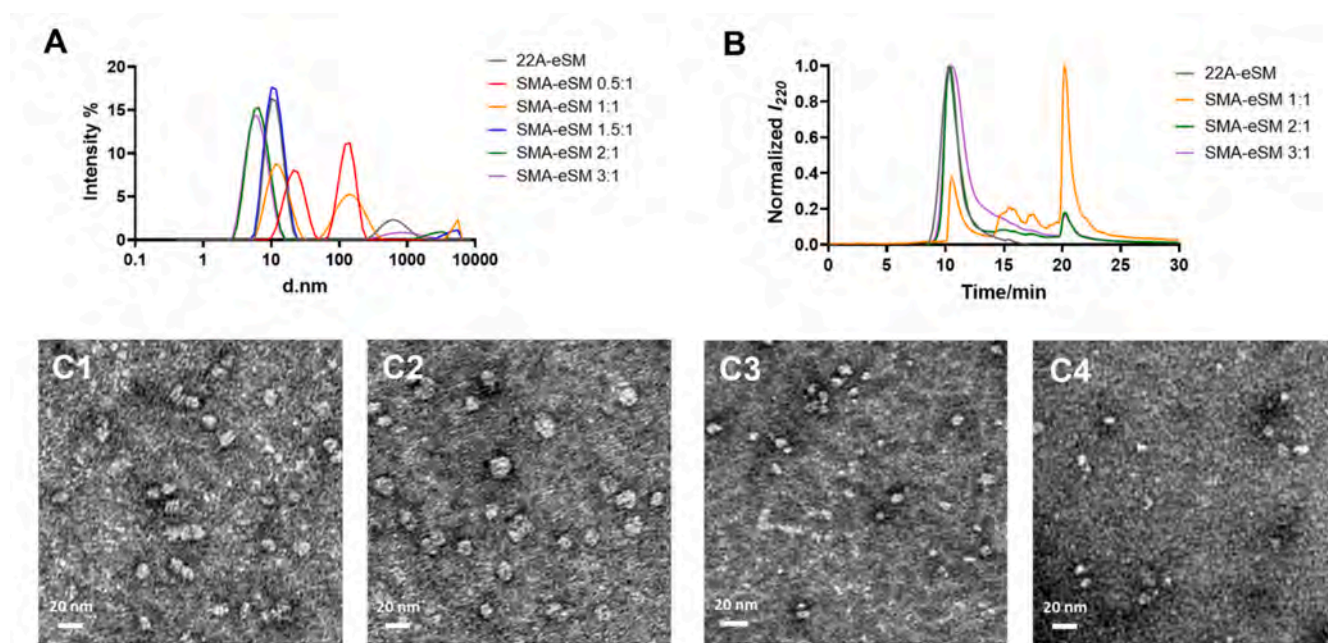 A
20
15
10
5
0
0.1
1
10
100
1000
10000
Intensity %
d.nm
22A-eSM
SMA-eSM 0.5:1
SMA-eSM 1:1
SMA-eSM 1.5:1
SMA-eSM 2:1
SMA-eSM 3:1
B
1.0
0.8
0.6
0.4
0.2
0.0
0
5
10
15
20
25
30
Normalized I220
Time/min
22A-eSM
SMA-eSM 1:1
SMA-eSM 2:1
SMA-eSM 3:1
C1
20 nm
C2
20 nm
C3
20 nm
C4
20 nm